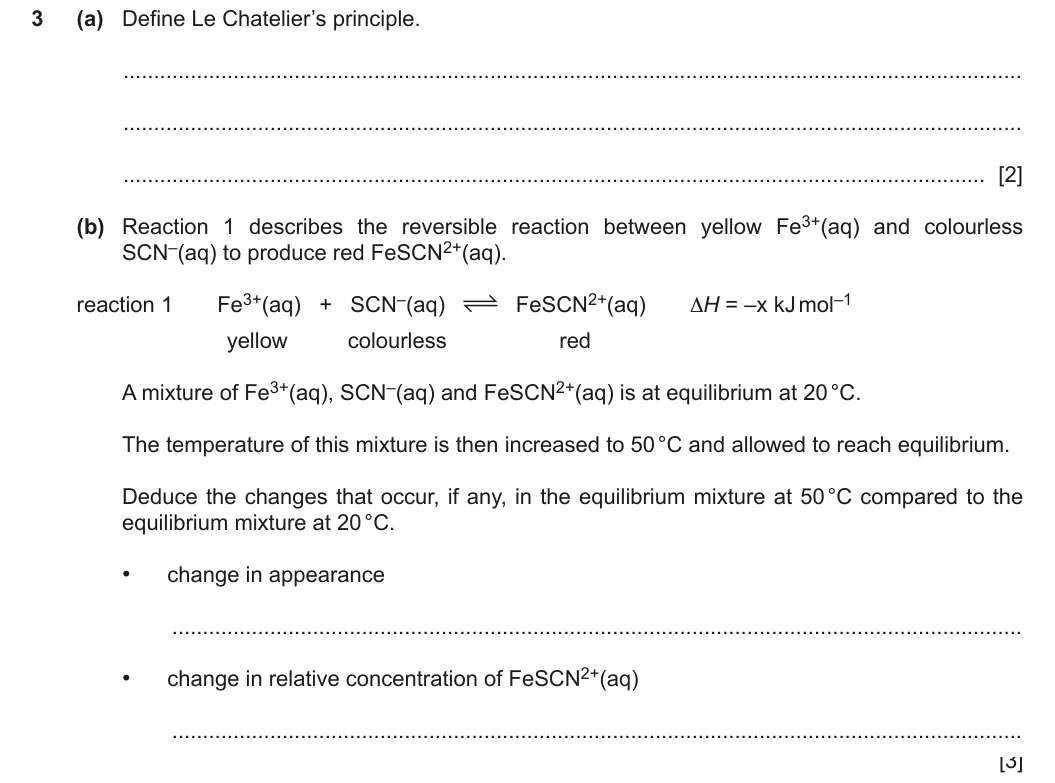 3 (a) Define Le Chatelier’s principle.
....................................................................................................................................................
....................................................................................................................................................
.............................................................................................................................................. [2]
(b) Reaction 1 describes the reversible reaction between yellow Fe³⁺(aq) and colourless
SCN⁻(aq) to produce red FeSCN²⁺(aq).
reaction 1 Fe³⁺(aq) + SCN⁻(aq) ⇌ FeSCN²⁺(aq) ΔH = –x kJ mol⁻¹
yellow colourless red
A mixture of Fe³⁺(aq), SCN⁻(aq) and FeSCN²⁺(aq) is at equilibrium at 20 °C.
The temperature of this mixture is then increased to 50 °C and allowed to reach equilibrium.
Deduce the changes that occur, if any, in the equilibrium mixture at 50 °C compared to the
equilibrium mixture at 20 °C.
• change in appearance
............................................................................................................................................
• change in relative concentration of FeSCN²⁺(aq)
............................................................................................................................................
[3]